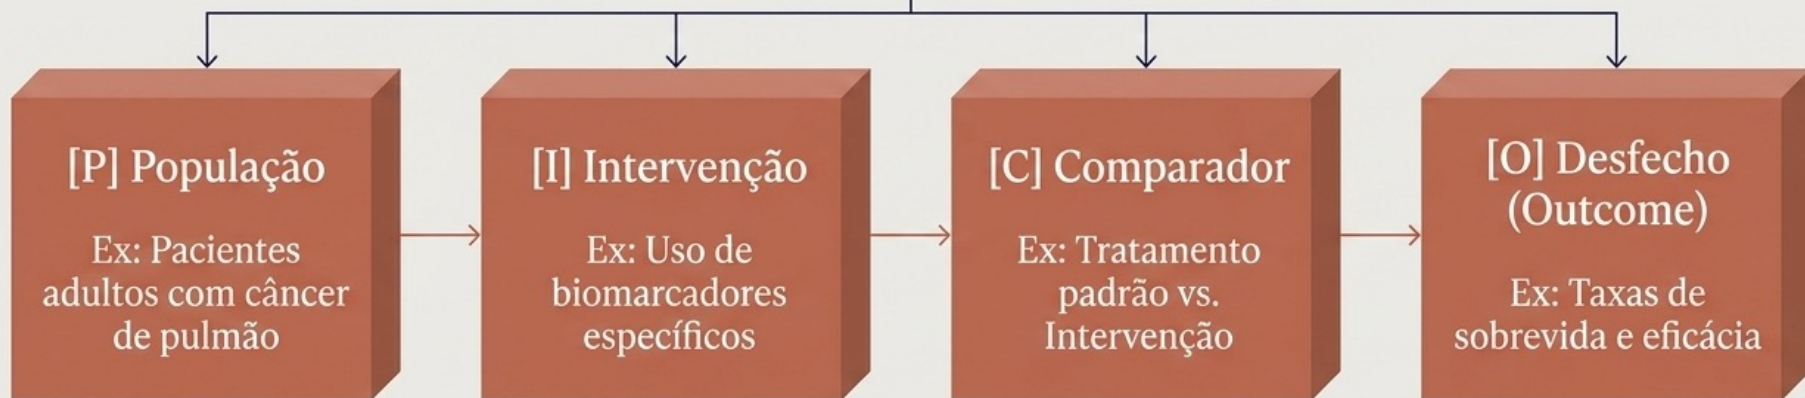 [P] População
Ex: Pacientes
adultos com câncer
de pulmão
[I] Intervenção
Ex: Uso de
biomarcadores
específicos
[C] Comparador
Ex: Tratamento
padrão vs.
Intervenção
[O] Desfecho
(Outcome)
Ex: Taxas de
sobrevida e eficácia